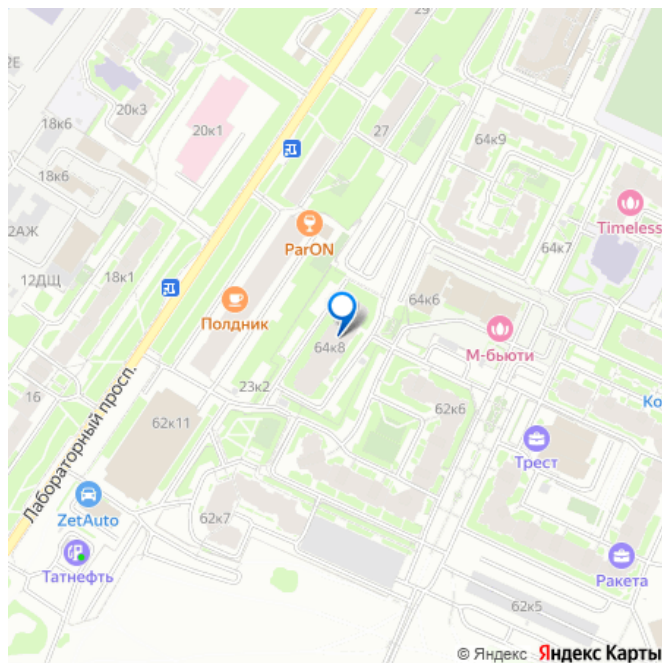 29
2Е
20к3
20к1
18к6
27
64к9
18к6
Timeless
2АЖ
ParON
64к7
12ДЩ
18к1
64к6
Полдник
М-бьюти
64к8
Лабораторный просп.
23к2
16
62к6
Ко
62к11
Трест
ZetAuto
62к7
Татнефть
Ракета
62к5
© Яндекс Яндекс Карты